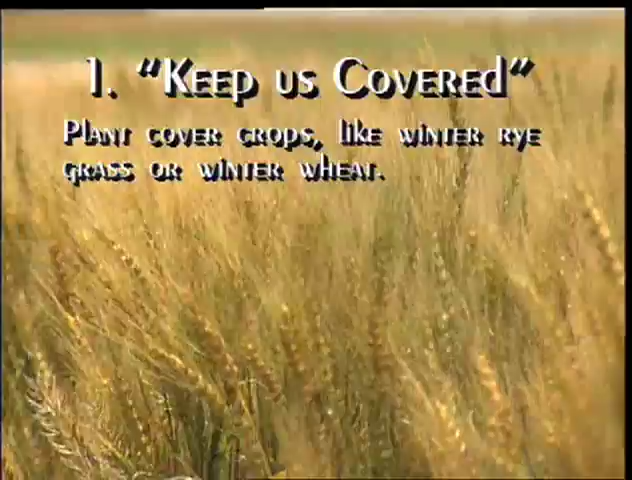 1. “Keep us Covered”
Plant cover crops, like winter rye
grass or winter wheat.